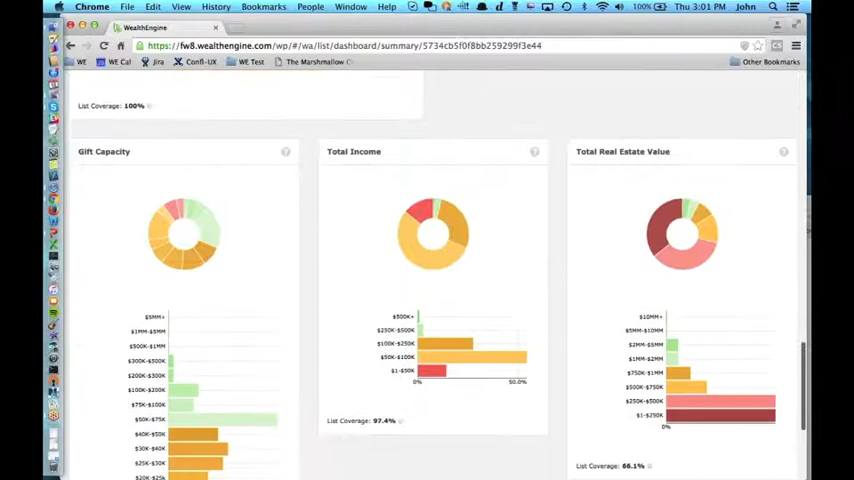 Chrome File Edit View History Bookmarks People Window Help 100% Thu 3:01 PM John
WealthEngine
https://fw8.wealthengine.com/wp/#/wa/list/dashboard/summary/5734cb5f0f8bb259299f3e44
WE WE Cal Jira Confl-UX WE Test The Marshmallow C Other Bookmarks
List Coverage: 100%
Gift Capacity
$5MM+
$1MM-$5MM
$500K-$1MM
$300K-$500K
$200K-$300K
$100K-$200K
$75K-$100K
$50K-$75K
$40K-$50K
$30K-$40K
$25K-$30K
$20K-$25k
Total Income
$500K+
$250K-$500K
$100K-$250K
$50K-$100K
$1-$50K
0% 50.0%
List Coverage: 97.4%
Total Real Estate Value
$10MM+
$5MM-$10MM
$2MM-$5MM
$1MM-$2MM
$750K-$1MM
$500K-$750K
$250K-$500K
$1-$250K
0%
List Coverage: 66.1%